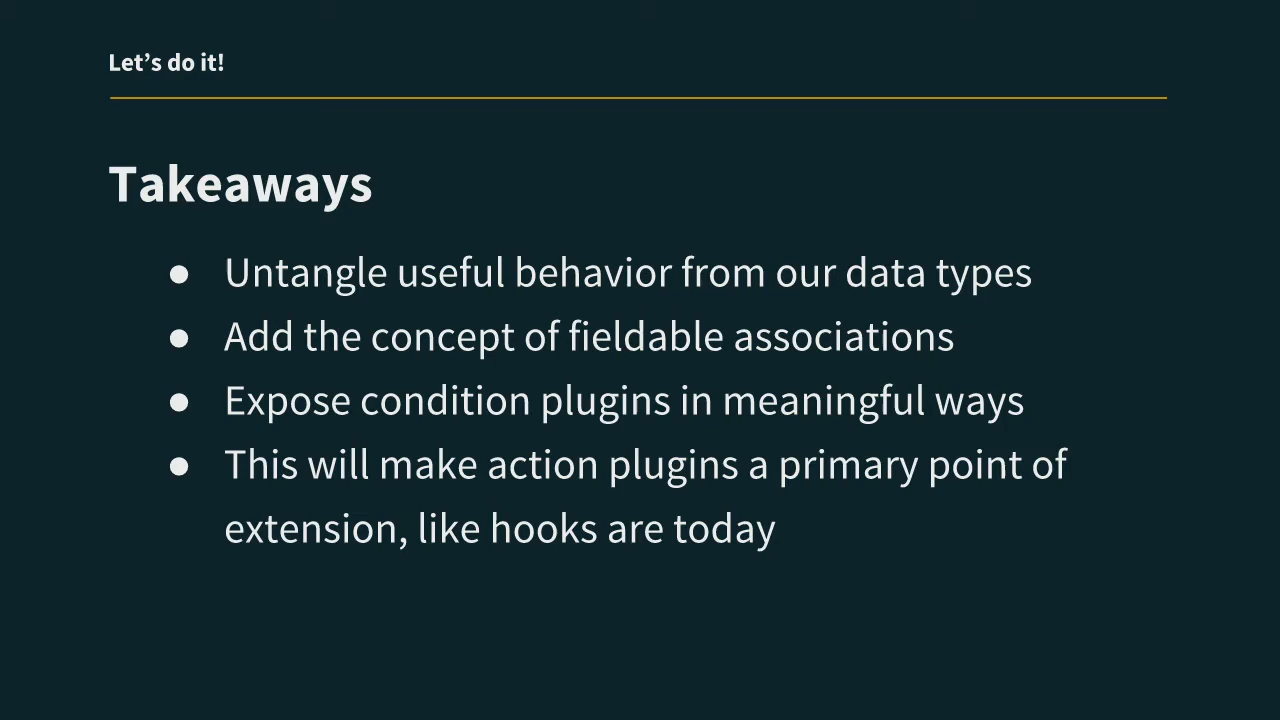 Let’s do it!
Takeaways
● Untangle useful behavior from our data types
● Add the concept of fieldable associations
● Expose condition plugins in meaningful ways
● This will make action plugins a primary point of
extension, like hooks are today